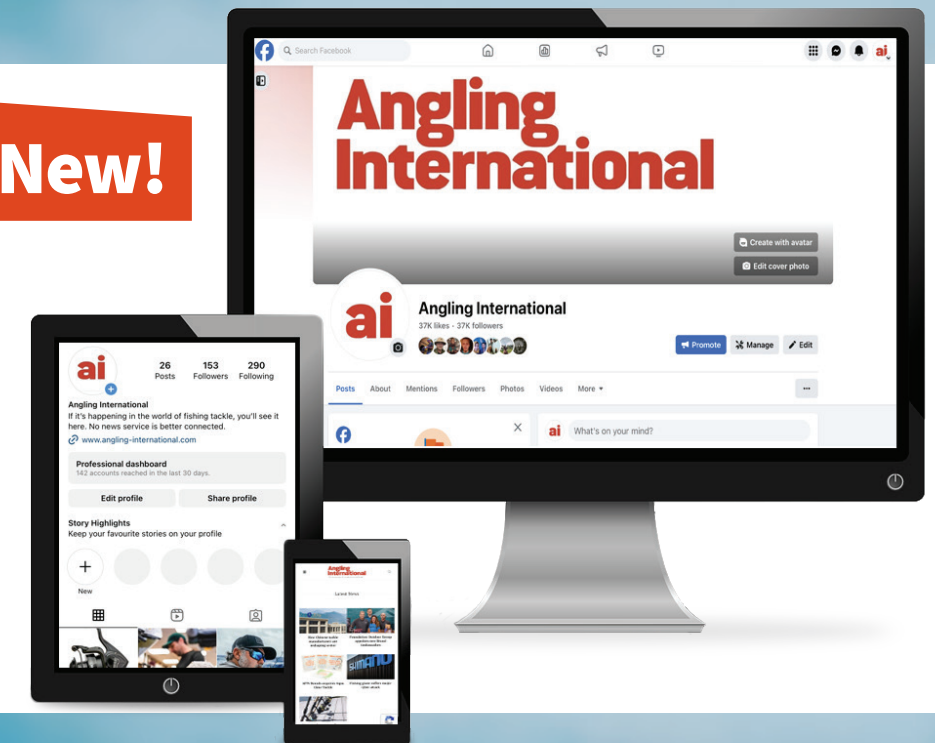 New!
Search Facebook
ai
Angling
International
Create with avatar
Edit cover photo
ai
Angling International
37K likes - 37K followers
Promote
Manage
Edit
Posts
About
Mentions
Followers
Photos
Videos
More
ai
What's on your mind?
ai
26
Posts
153
Followers
290
Following
Angling International
If it's happening in the world of fishing tackle, you'll see it
here. No news service is better
connected.
www.angling-international.com
Professional dashboard
142 accounts reached in the last 30 days.
Edit profile
Share profile
Story Highlights
Keep your favourite stories on your profile
New
Angling
International
Latest News
SHIMANO